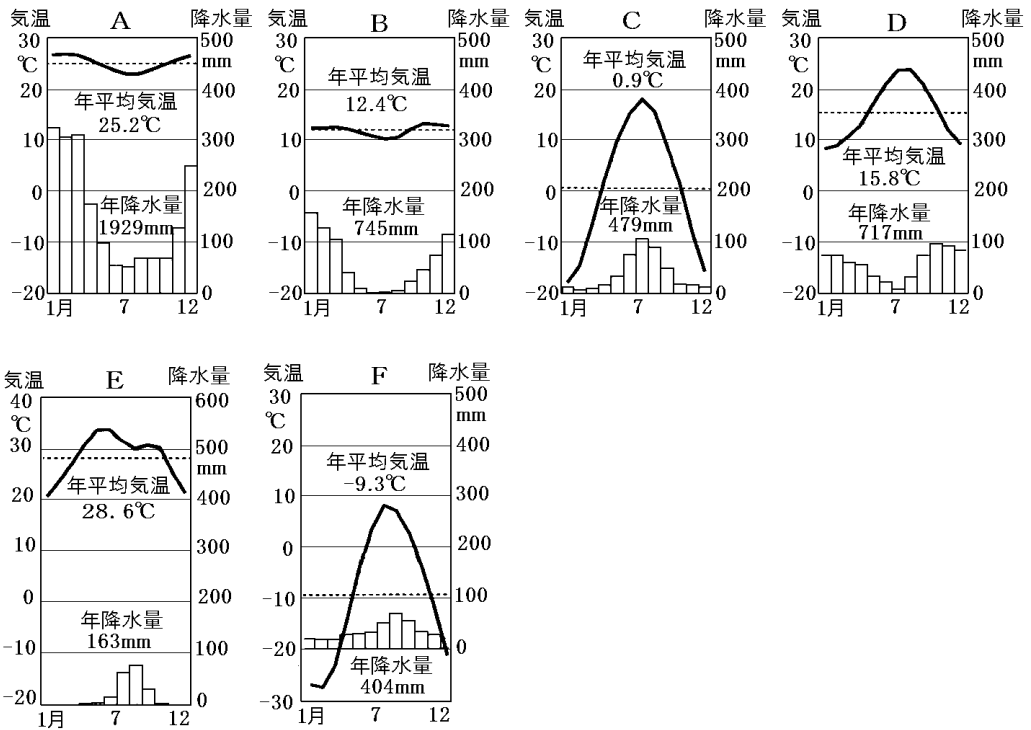 気温 A 降水量
30 500
℃ mm
20 400
年平均気温
25.2℃
10 300
0 200
年降水量
1929mm
-10 100
-20 0
1月 7 12
気温 B 降水量
30 500
℃ mm
年平均気温
20 12.4℃ 400
10 300
0 200
年降水量
745mm
-10 100
-20 0
1月 7 12
気温 C 降水量
30 500
℃ 年平均気温 mm
0.9℃
20 400
10 300
0 200
年降水量
479mm
-10 100
-20 0
1月 7 12
気温 D 降水量
30 500
℃ mm
20 400
10 300
年平均気温
15.8℃
0 200
年降水量
717mm
-10 100
-20 0
1月 7 12
気温 E 降水量
40 600
℃
30 500
mm
年平均気温
20 400
28.6℃
10 300
0 200
年降水量
163mm
-10 100
-20 0
1月 7 12
気温 F 降水量
30 500
℃ mm
20 400
年平均気温
-9.3℃
10 300
0 200
-10 100
-20 0
年降水量
404mm
-30
1月 7 12